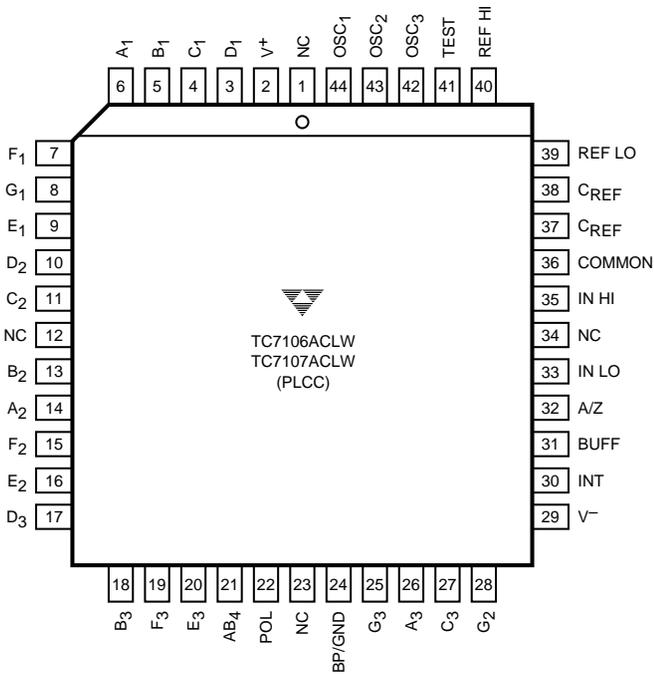 A1 B1 C1 D1 V+ NC OSC1 OSC2 OSC3 TEST REF HI
6 5 4 3 2 1 44 43 42 41 40
F1 7 39 REF LO
G1 8 38 CREF
E1 9 37 CREF
D2 10 36 COMMON
C2 11 35 IN HI
NC 12 34 NC
B2 13 33 IN LO
A2 14 32 A/Z
F2 15 31 BUFF
E2 16 30 INT
D3 17 29 V–
TC7106ACLW
TC7107ACLW
(PLCC)
18 19 20 21 22 23 24 25 26 27 28
B3 F3 E3 AB4 POL NC BP/GND G3 A3 C3 G2